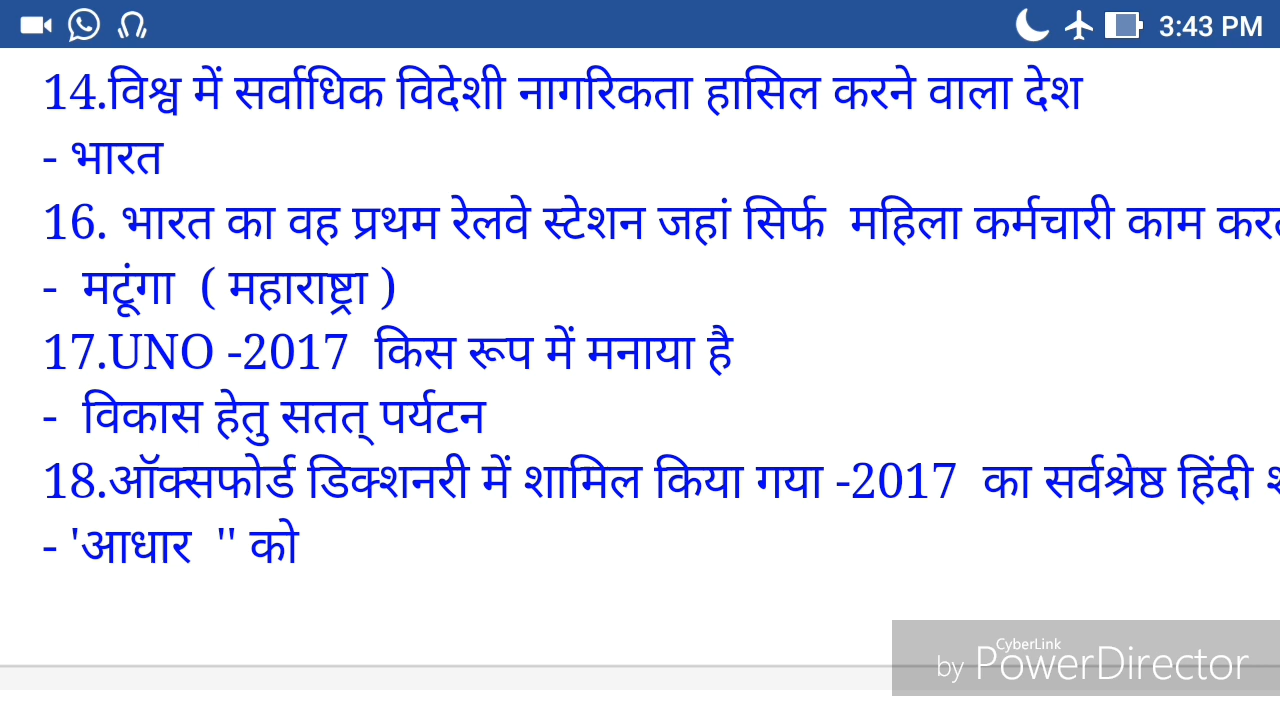 3:43 PM
14.विश्व में सर्वाधिक विदेशी नागरिकता हासिल करने वाला देश
- भारत
16. भारत का वह प्रथम रेलवे स्टेशन जहां सिर्फ महिला कर्मचारी काम
- मटूंगा ( महाराष्ट्रा )
17.UNO -2017 किस रूप में मनाया है
- विकास हेतु सतत् पर्यटन
18.ऑक्सफोर्ड डिक्शनरी में शामिल किया गया -2017 का सर्वश्रेष्ठ हिंदी
- 'आधार '' को
CyberLink
by PowerDirector